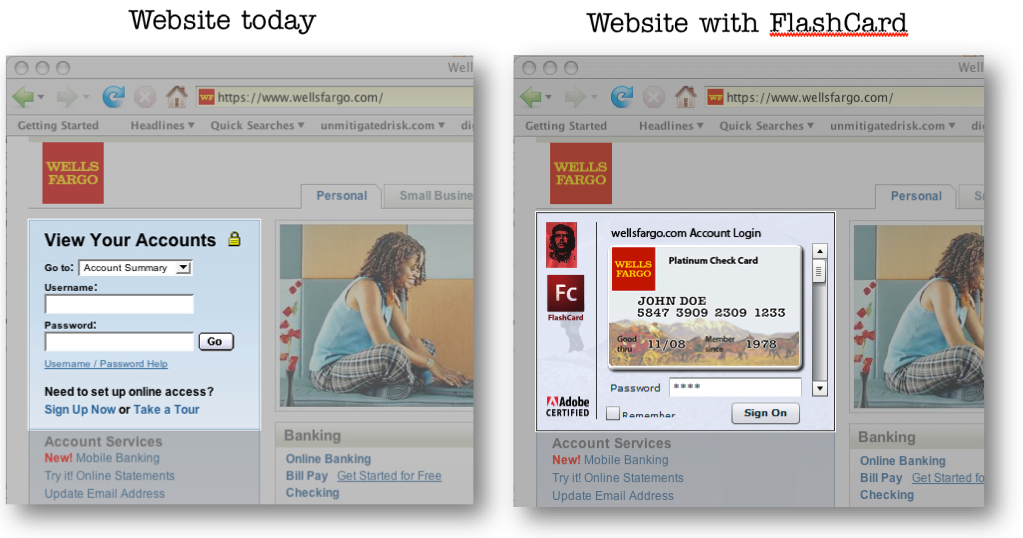 Website today
Well
https://www.wellsfargo.com/
Getting Started Headlines Quick Searches unmitigatedrisk.com dig
WELLS
FARGO
Personal Small Busine
View Your Accounts
Go to: Account Summary
Username:
Password:
Go
Username / Password Help
Need to set up online access?
Sign Up Now or Take a Tour
Account Services
New! Mobile Banking
Try it! Online Statements
Update Email Address
Banking
Online Banking
Bill Pay Get Started for Free
Checking
Website with FlashCard
Well
WF https://www.wellsfargo.com/
Getting Started Headlines Quick Searches unmitigatedrisk.com di
WELLS
FARGO
Personal S
wellsfargo.com Account Login
WELLS
FARGO
Platinum Check Card
JOHN DOE
5847 3909 2309 1233
Good
thru
11/08
Member
since
1978
Fc
FlashCard
Password ****
Adobe
CERTIFIED
Remember
Sign On
Account Services
New! Mobile Banking
Try it! Online Statements
Update Email Address
Banking
Online Banking
Bill Pay Get Started for Fr
Checking